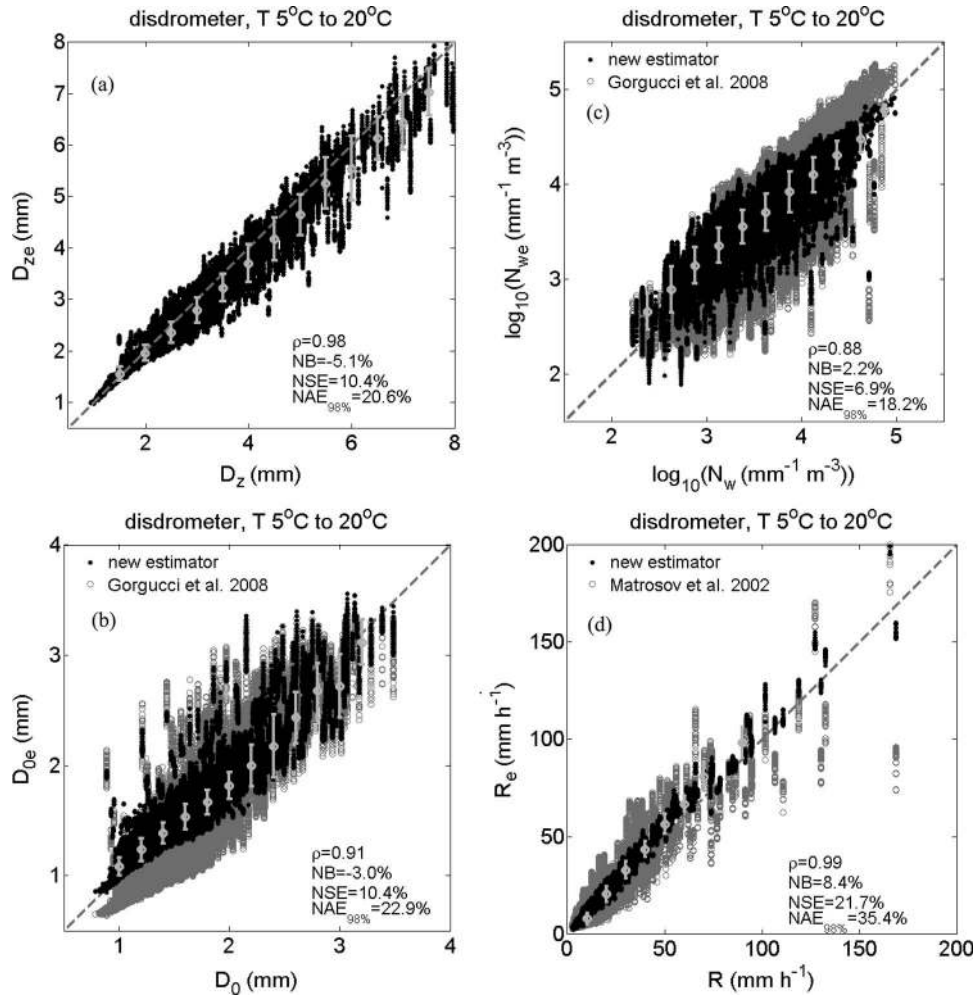 disdrometer, T 5°C to 20°C
(a)
8
7
6
5
4
3
2
1
D_ze (mm)
ρ=0.98
NB=-5.1%
NSE=10.4%
NAE_98%=20.6%
2 4 6 8
D_z (mm)
disdrometer, T 5°C to 20°C
new estimator
Gorgucci et al. 2008
(c)
5
4
3
2
log10(N_we (mm^-1 m^-3))
ρ=0.88
NB=2.2%
NSE=6.9%
NAE_98%=18.2%
2 3 4 5
log10(N_w (mm^-1 m^-3))
disdrometer, T 5°C to 20°C
new estimator
Gorgucci et al. 2008
(b)
4
3
2
1
D_0e (mm)
ρ=0.91
NB=-3.0%
NSE=10.4%
NAE_98%=22.9%
1 2 3 4
D_0 (mm)
disdrometer, T 5°C to 20°C
new estimator
Matrosov et al. 2002
(d)
200
150
100
50
0
R_e (mm h^-1)
ρ=0.99
NB=8.4%
NSE=21.7%
NAE_98%=35.4%
0 50 100 150 200
R (mm h^-1)